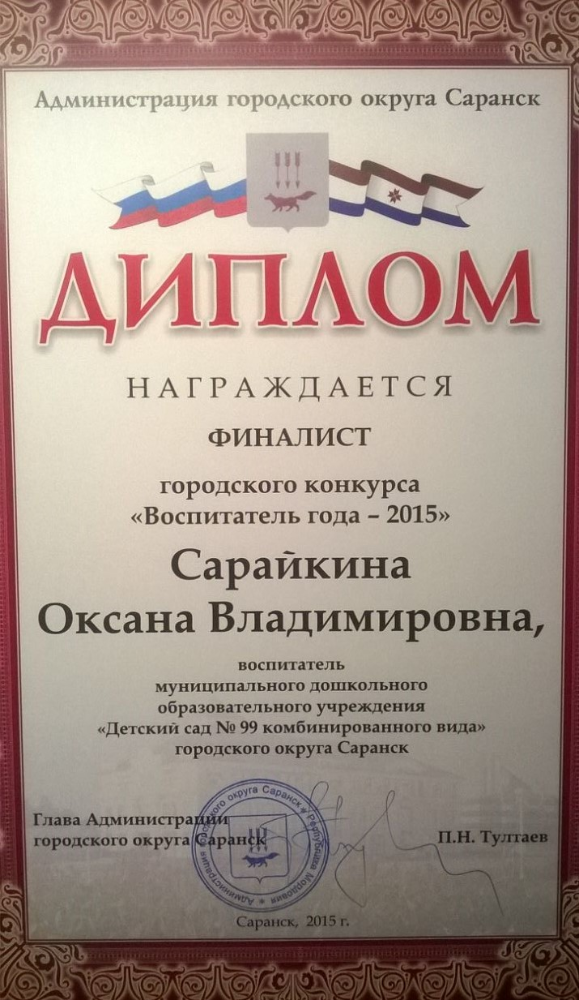 Администрация городского округа Саранск
ДИПЛОМ
НАГРАЖДАЕТСЯ
ФИНАЛИСТ
городского конкурса
«Воспитатель года – 2015»
Сарайкина
Оксана Владимировна,
воспитатель
муниципального дошкольного
образовательного учреждения
«Детский сад № 99 комбинированного вида»
городского округа Саранск
Глава Администрации
городского округа Саранск
П.Н. Тултаев
Администрация городского округа Саранск * Республика Мордовия *
Саранск, 2015 г.